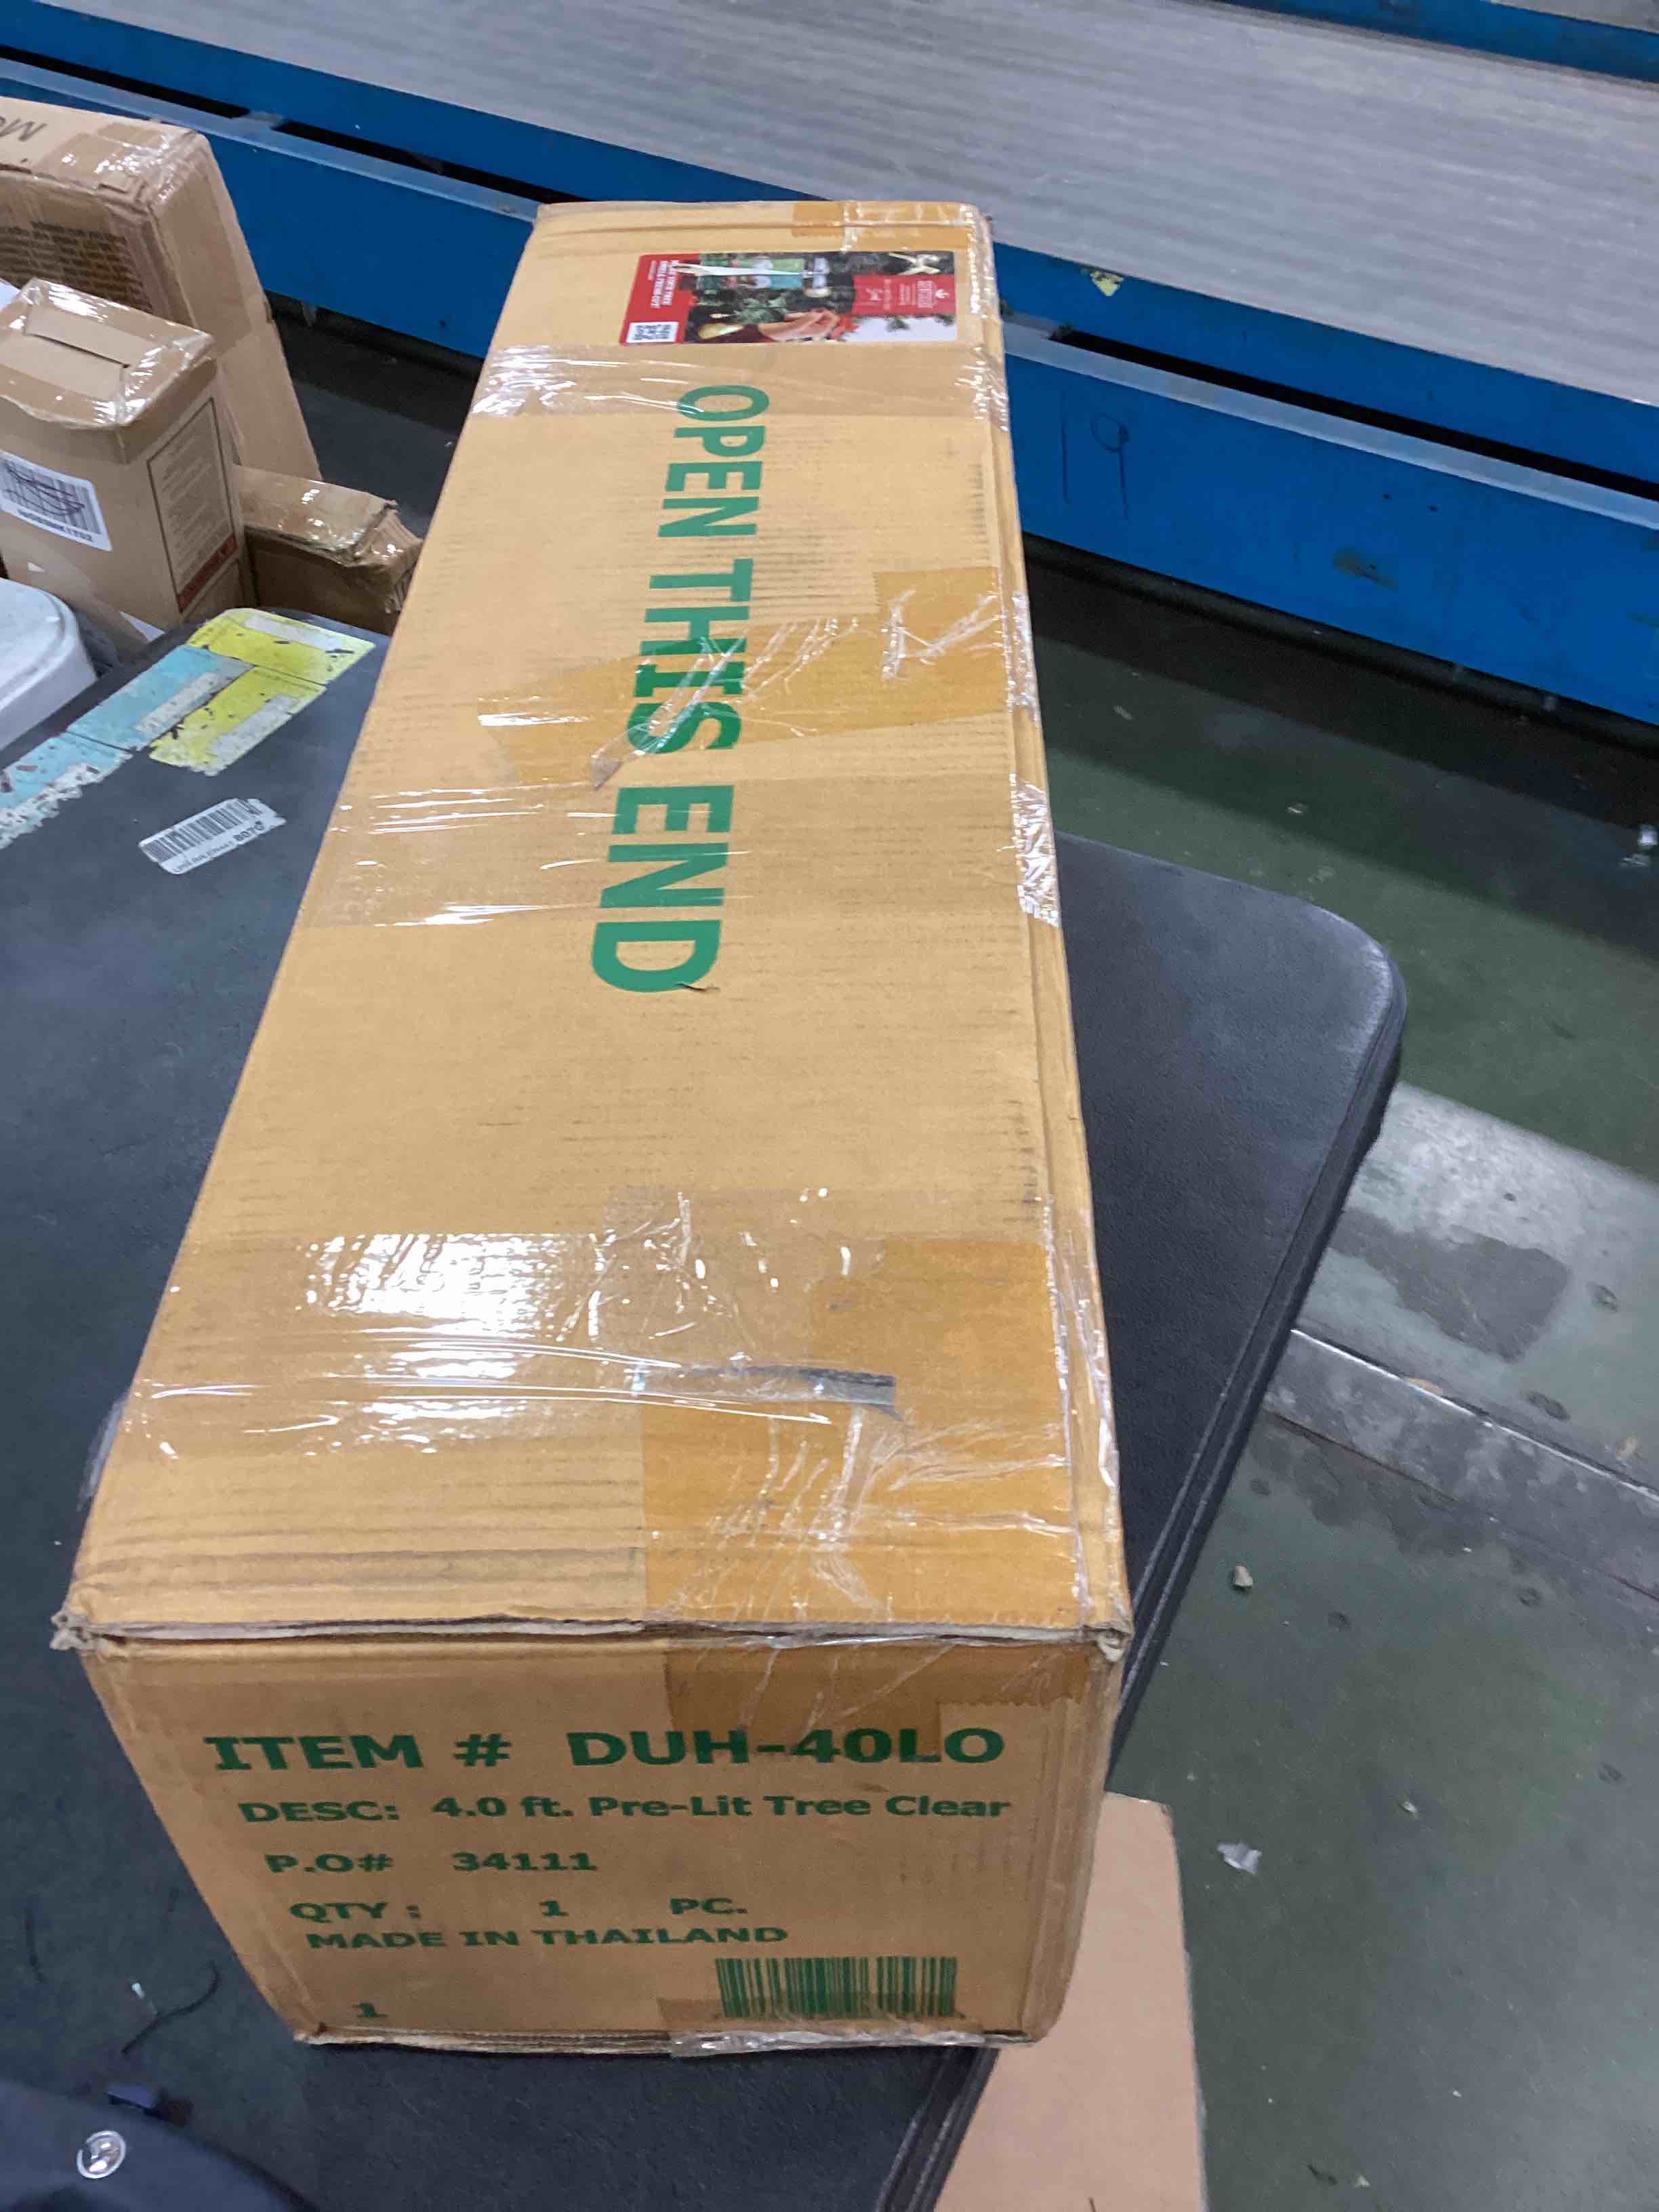 OPEN THIS END
ITEM # DUH-40LO
DESC: 4.0 ft. Pre-Lit Tree Clear
P.O# 34111
QTY : 1 PC.
MADE IN THAILAND
1
19